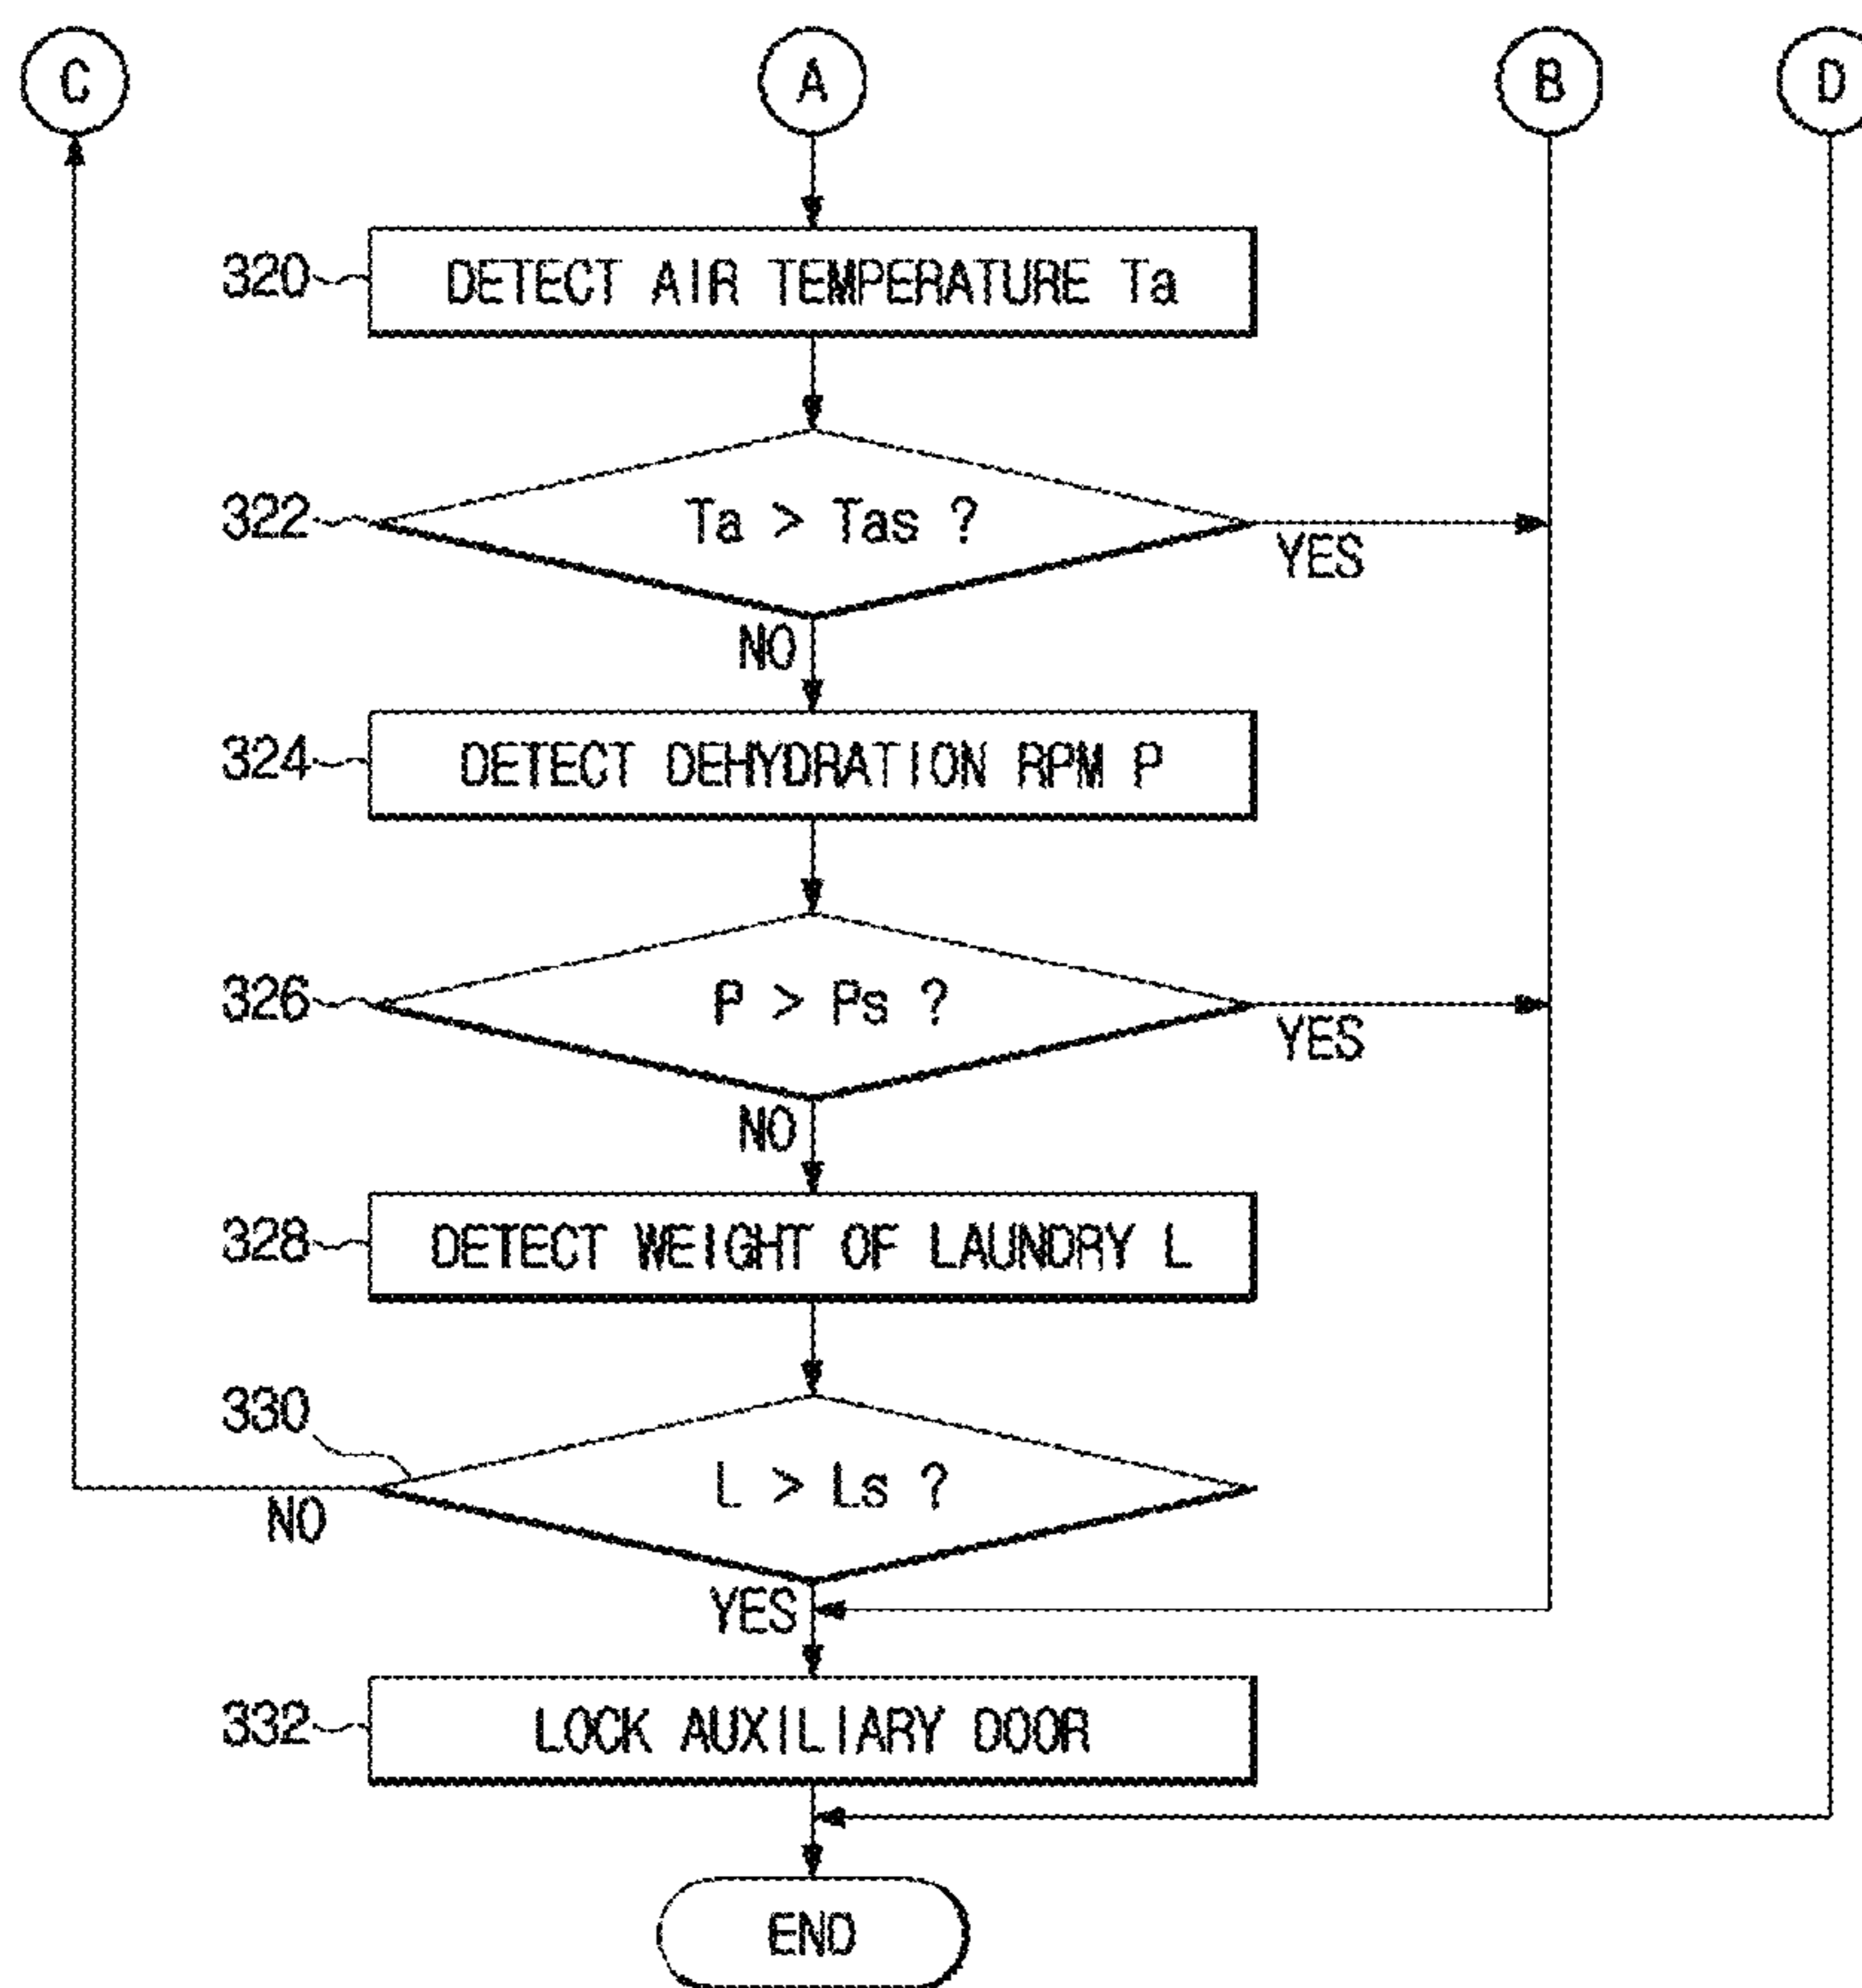 C A B D
320 DETECT AIR TEMPERATURE Ta
322 Ta > Tas ?
YES
NO
324 DETECT DEHYDRATION RPM P
326 P > Ps ?
YES
NO
328 DETECT WEIGHT OF LAUNDRY L
330
L > Ls ?
NO
YES
332 LOCK AUXILIARY DOOR
END